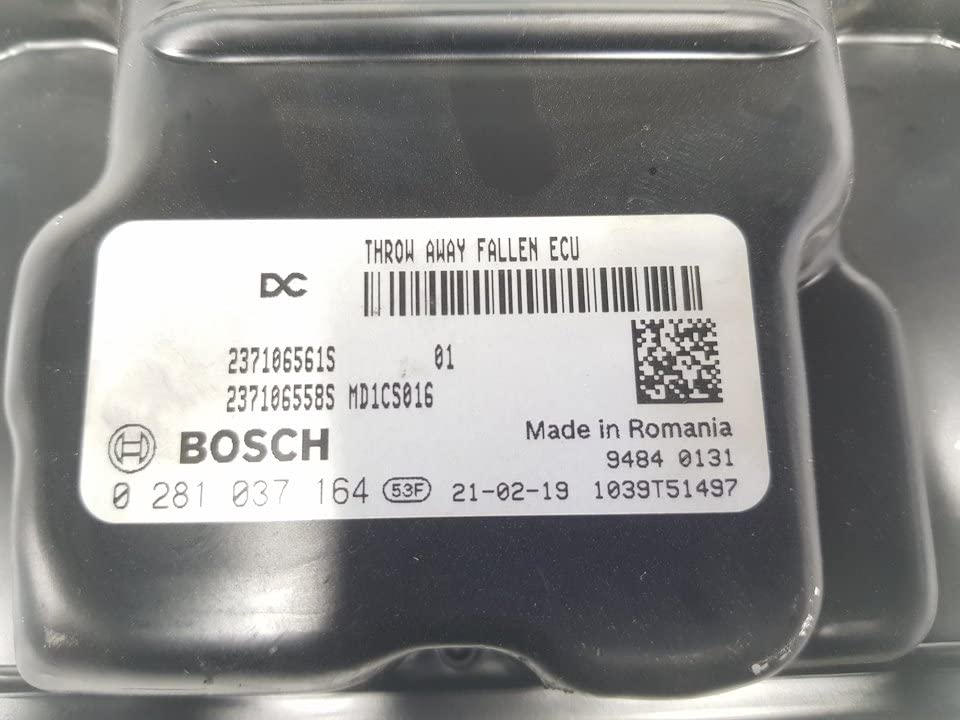 THROW AWAY FALLEN ECU
DC
237106561S 01
237106558S MD1CS016
Made in Romania
BOSCH
9484 0131
0 281 037 164 53F 21-02-19 1039T51497